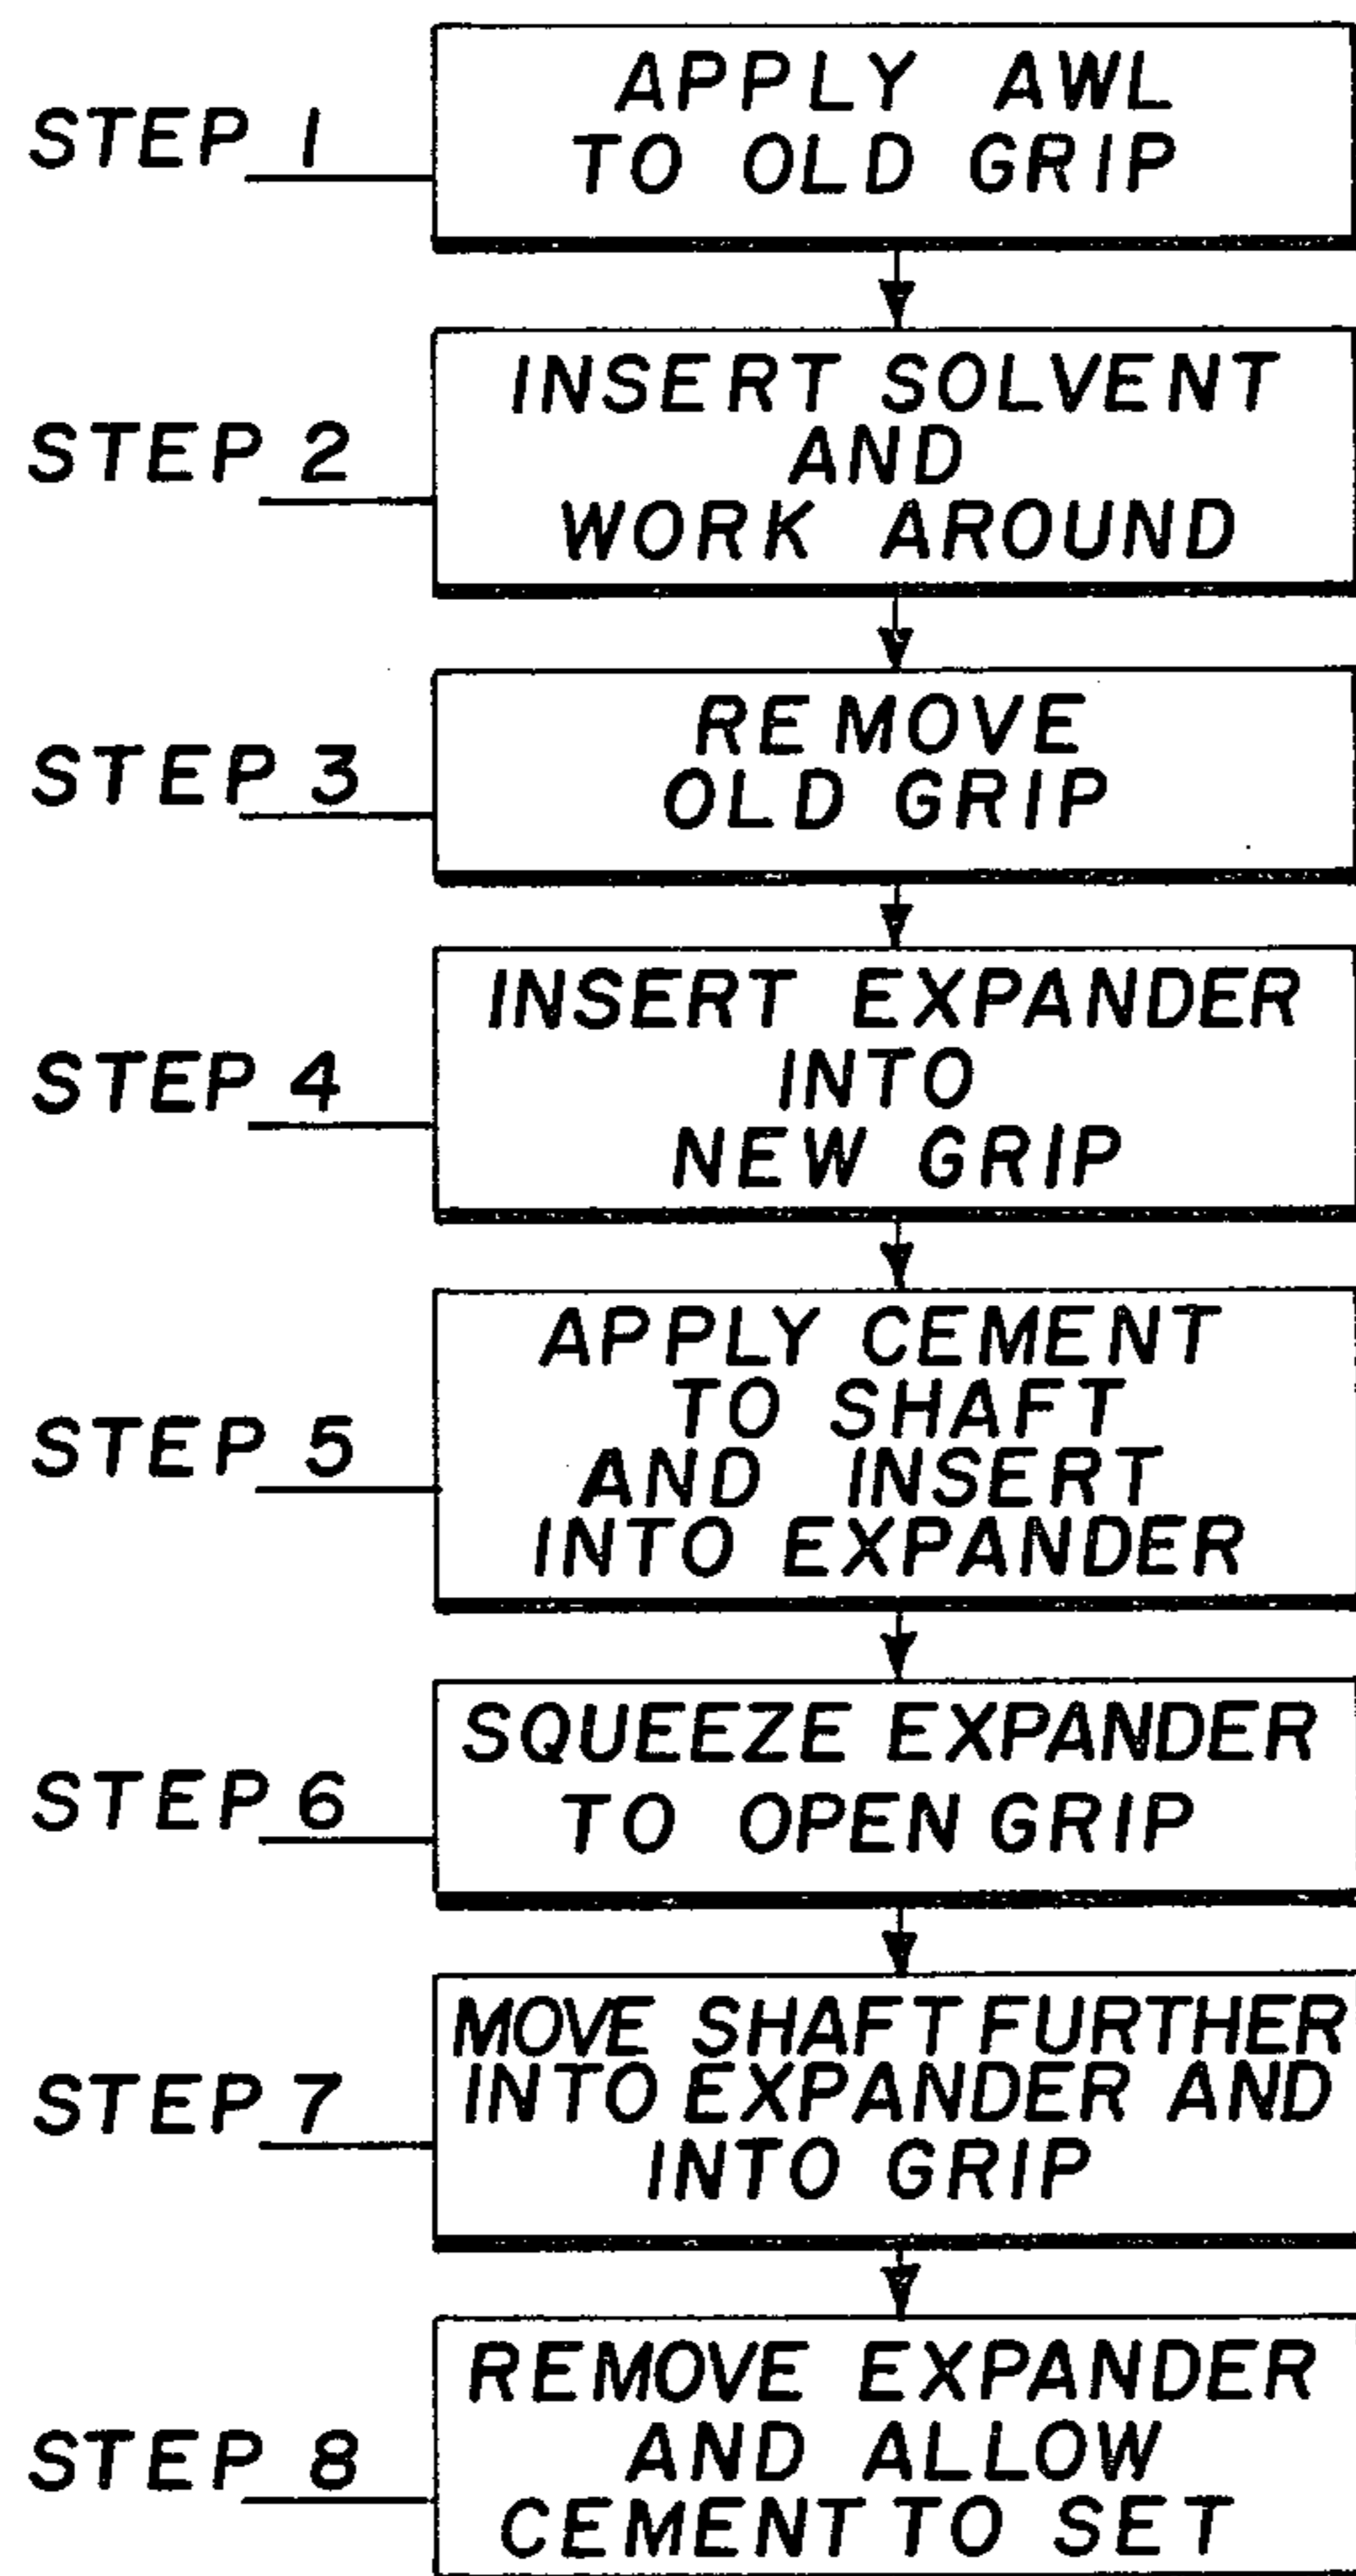 STEP 1
APPLY AWL
TO OLD GRIP
STEP 2
INSERT SOLVENT
AND
WORK AROUND
STEP 3
REMOVE
OLD GRIP
STEP 4
INSERT EXPANDER
INTO
NEW GRIP
STEP 5
APPLY CEMENT
TO SHAFT
AND INSERT
INTO EXPANDER
STEP 6
SQUEEZE EXPANDER
TO OPEN GRIP
STEP 7
MOVE SHAFT FURTHER
INTO EXPANDER AND
INTO GRIP
STEP 8
REMOVE EXPANDER
AND ALLOW
CEMENT TO SET